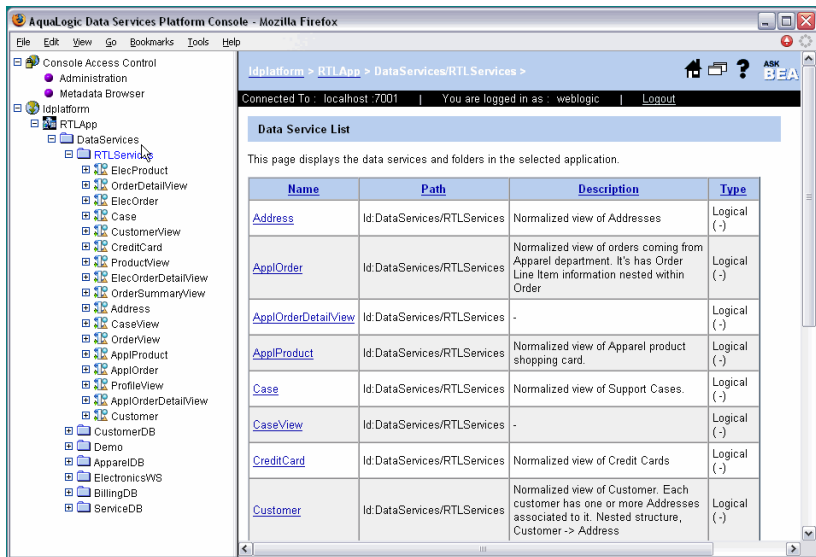 AquaLogic Data Services Platform Console - Mozilla Firefox
File Edit View Go Bookmarks Tools Help
Console Access Control
Administration
Metadata Browser
ldplatform
RTLApp
DataServices
RTLServices
ElecProduct
OrderDetailView
ElecOrder
Case
CustomerView
CreditCard
ProductView
ElecOrderDetailView
OrderSummaryView
Address
CaseView
OrderView
ApplProduct
ApplOrder
ProfileView
ApplOrderDetailView
Customer
CustomerDB
Demo
ApparelDB
ElectronicsWS
BillingDB
ServiceDB
ldplatform > RTLApp > DataServices/RTLServices >
? ASK
BEA
Connected To : localhost :7001 | You are logged in as : weblogic | Logout
Data Service List
This page displays the data services and folders in the selected application.
Name Path Description Type
Address ld:DataServices/RTLServices Normalized view of Addresses Logical
(-)
ApplOrder ld:DataServices/RTLServices Normalized view of orders coming from
Apparel department. It's has Order
Line Item information nested within
Order Logical
(-)
ApplOrderDetailView ld:DataServices/RTLServices - Logical
(-)
ApplProduct ld:DataServices/RTLServices Normalized view of Apparel product
shopping card. Logical
(-)
Case ld:DataServices/RTLServices Normalized view of Support Cases. Logical
(-)
CaseView ld:DataServices/RTLServices - Logical
(-)
CreditCard ld:DataServices/RTLServices Normalized view of Credit Cards Logical
(-)
Customer ld:DataServices/RTLServices Normalized view of Customer. Each
customer has one or more Addresses
associated to it. Nested structure,
Customer -> Address Logical
(-)